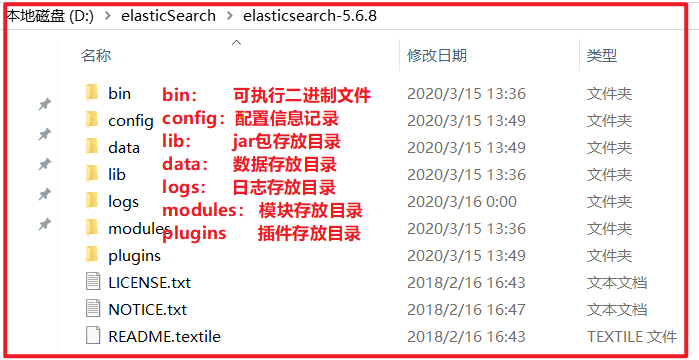 本地磁盘 (D:) > elasticSearch > elasticsearch-5.6.8
名称 修改日期 类型
bin 2020/3/15 13:36 文件夹
config 2020/3/15 13:49 文件夹
data 2020/3/15 13:49 文件夹
lib 2020/3/15 13:36 文件夹
logs 2020/3/16 0:00 文件夹
modules 2020/3/15 13:36 文件夹
plugins 2020/3/15 13:49 文件夹
LICENSE.txt 2018/2/16 16:43 文本文档
NOTICE.txt 2018/2/16 16:47 文本文档
README.textile 2018/2/16 16:43 TEXTILE 文件
bin: 可执行二进制文件
config: 配置信息记录
lib: jar包存放目录
data: 数据存放目录
logs: 日志存放目录
modules: 模块存放目录
plugins 插件存放目录